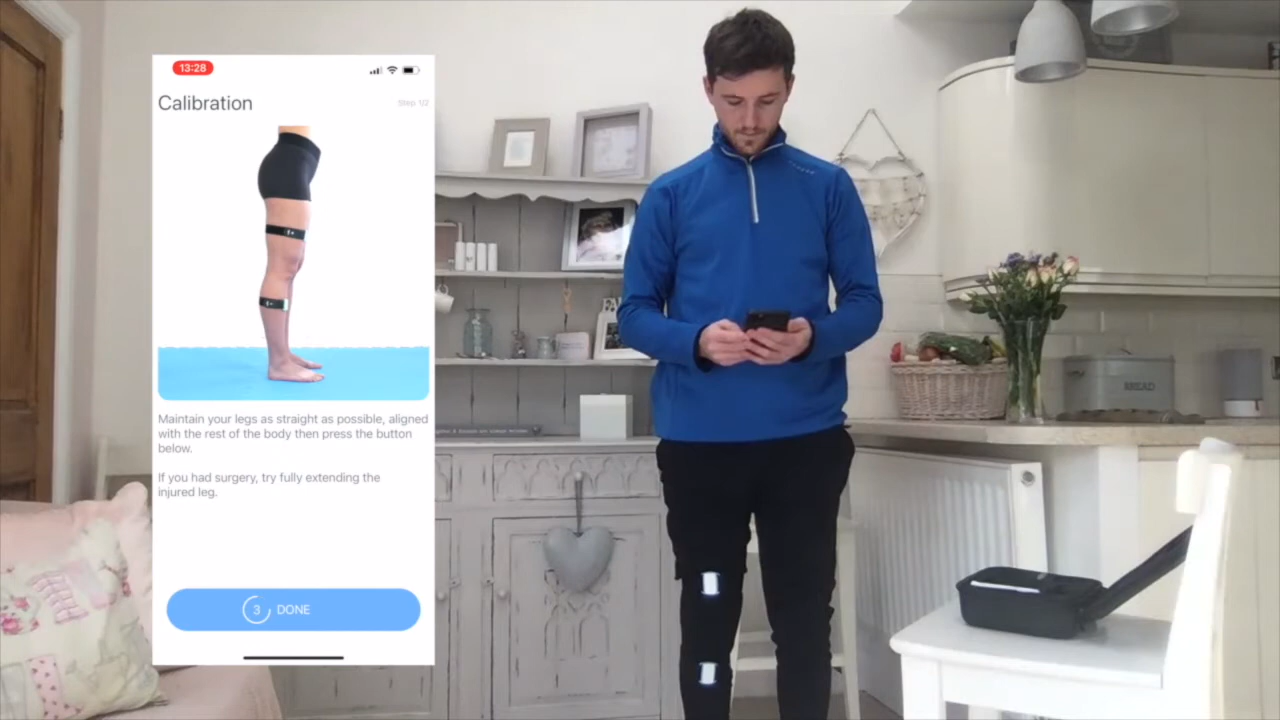 13:28
Calibration
Step 1/2
Maintain your legs as straight as possible, aligned
with the rest of the body then press the button
below.
If you had surgery, try fully extending the
injured leg.
3 DONE
BREAD